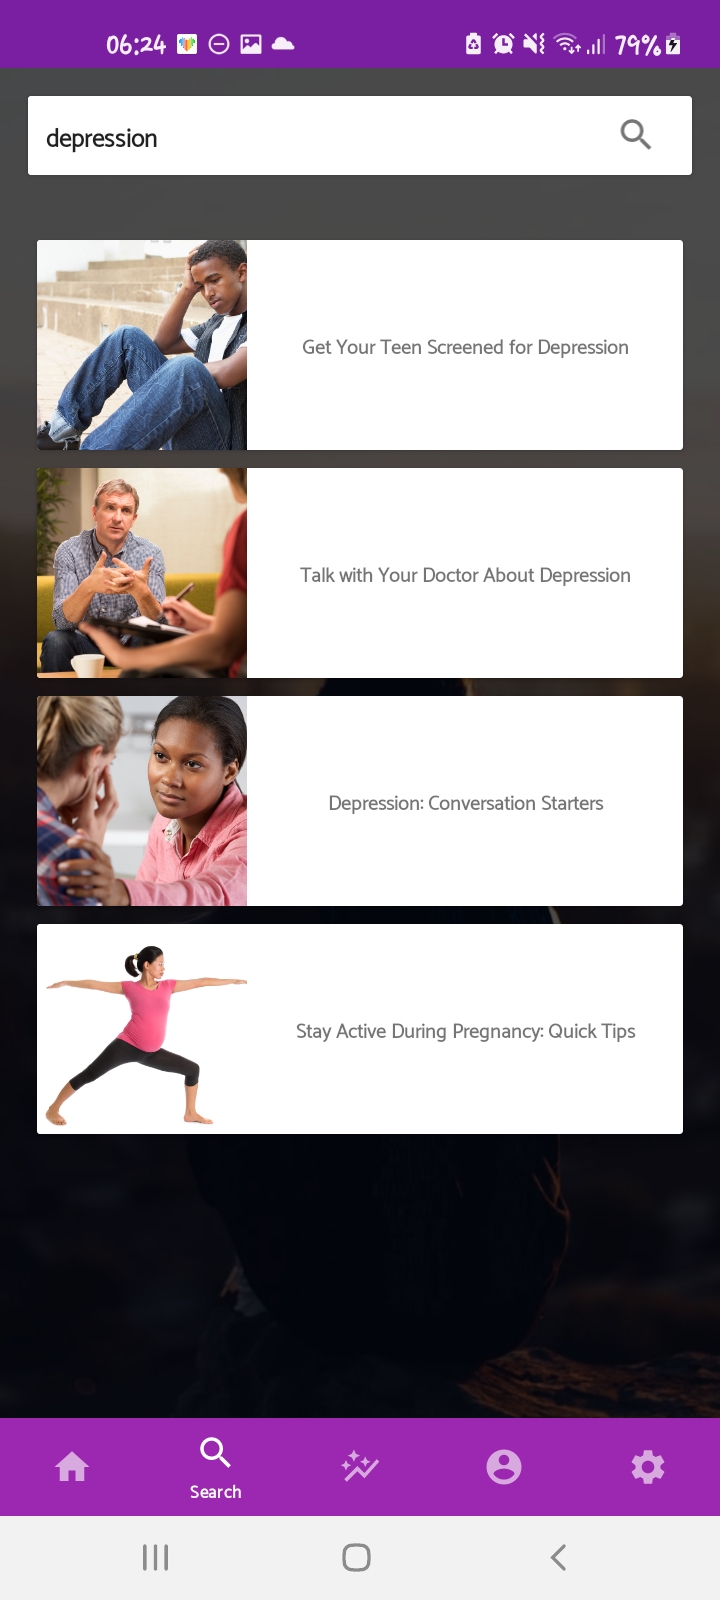 06:24 79%
depression
Get Your Teen Screened for Depression
Talk with Your Doctor About Depression
Depression: Conversation Starters
Stay Active During Pregnancy: Quick Tips
Search